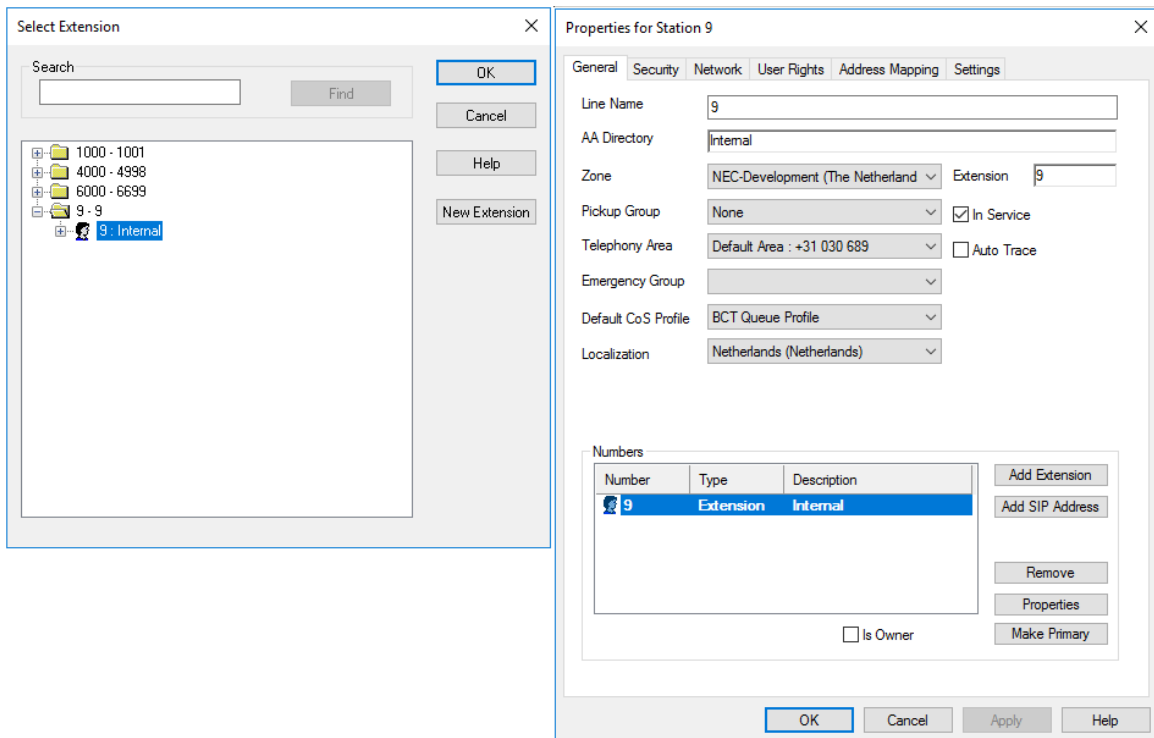 Select Extension
Search
Find
OK
Cancel
Help
New Extension
1000 - 1001
4000 - 4998
6000 - 6699
9 - 9
9 : Internal
Properties for Station 9
General Security Network User Rights Address Mapping Settings
Line Name 9
AA Directory Internal
Zone NEC-Development (The Netherland Extension 9
Pickup Group None In Service
Telephony Area Default Area : +31 030 689 Auto Trace
Emergency Group
Default CoS Profile BCT Queue Profile
Localization Netherlands (Netherlands)
Numbers
Number Type Description
9 Extension Internal
Add Extension
Add SIP Address
Remove
Properties
Is Owner Make Primary
OK Cancel Apply Help